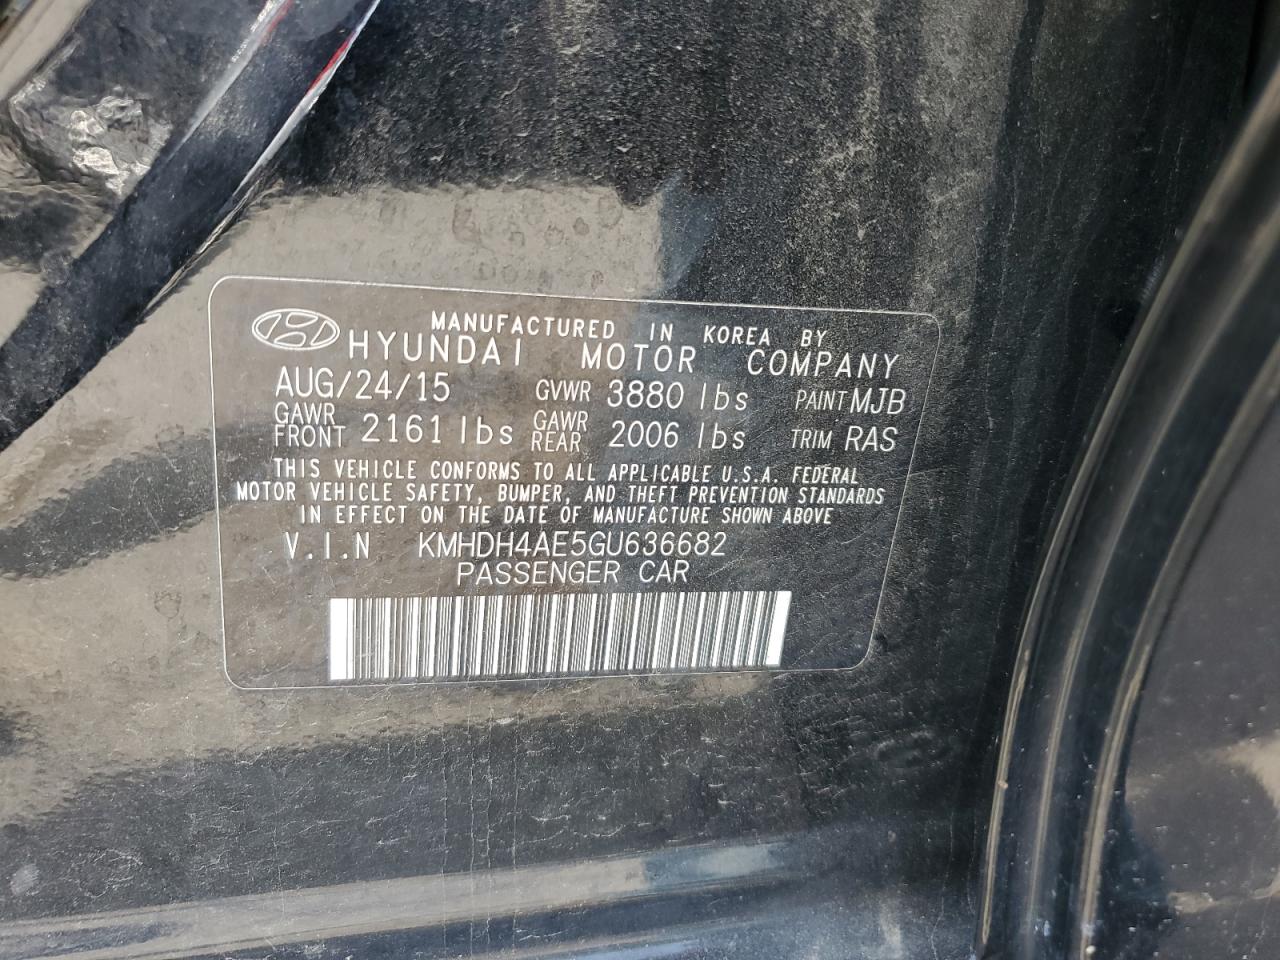 MANUFACTURED IN KOREA BY
HYUNDAI MOTOR COMPANY
AUG/24/15 GVWR 3880 lbs PAINT MJB
GAWR FRONT 2161 lbs GAWR REAR 2006 lbs TRIM RAS
THIS VEHICLE CONFORMS TO ALL APPLICABLE U.S.A. FEDERAL
MOTOR VEHICLE SAFETY, BUMPER, AND THEFT PREVENTION STANDARDS
IN EFFECT ON THE DATE OF MANUFACTURE SHOWN ABOVE
V.I.N KMHDH4AE5GU636682
PASSENGER CAR